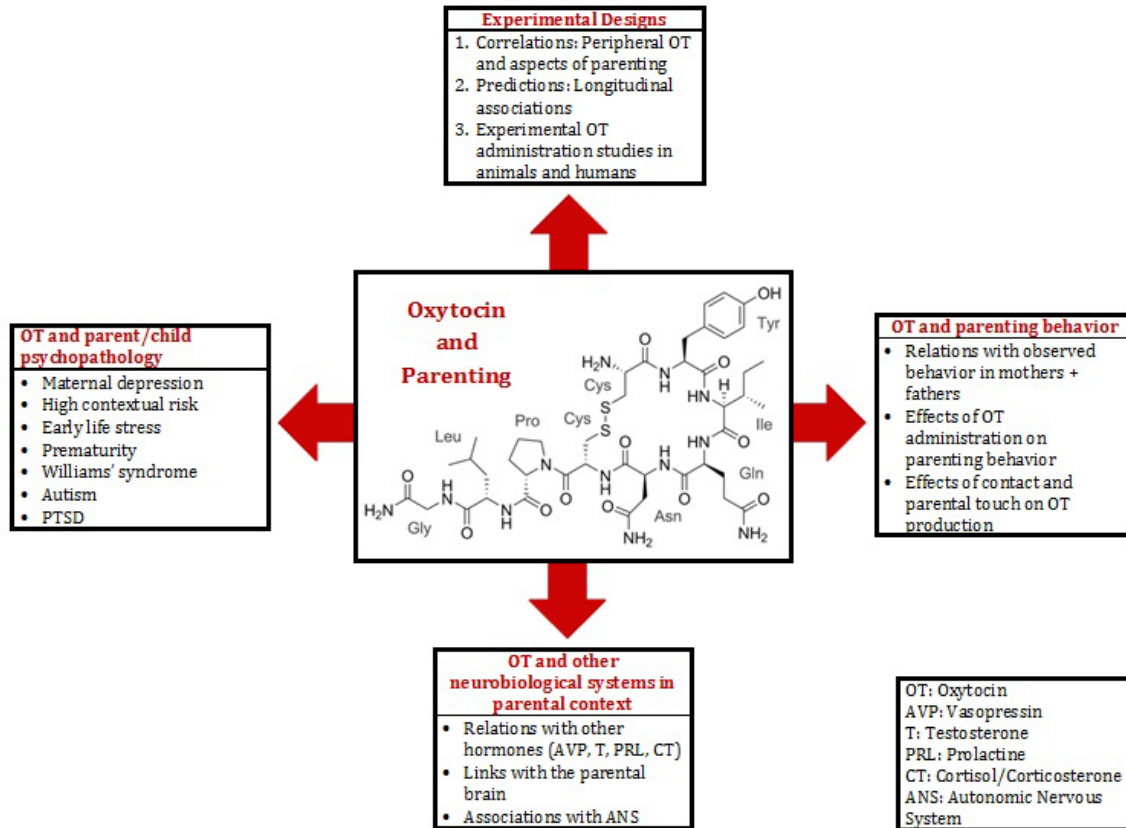 Experimental Designs
1. Correlations: Peripheral OT
and aspects of parenting
2. Predictions: Longitudinal
associations
3. Experimental OT
administration studies in
animals and humans
OT and parent/child
psychopathology
• Maternal depression
• High contextual risk
• Early life stress
• Prematurity
• Williams' syndrome
• Autism
• PTSD
Oxytocin
and
Parenting
OH
Tyr
O
H₂N
Cys
N
H
O
HN
H
Ile
O
Cys
S
S
Pro
Leu
N
O
O
N
H
O
H
N
O
HN
Gln
O
H₂N
O
H
N
Gly
O
N
H
O
O
NH₂
Asn
O
NH₂
OT and parenting behavior
• Relations with observed
behavior in mothers +
fathers
• Effects of OT
administration on
parenting behavior
• Effects of contact and
parental touch on OT
production
OT and other
neurobiological systems in
parental context
• Relations with other
hormones (AVP, T, PRL, CT)
• Links with the parental
brain
• Associations with ANS
OT: Oxytocin
AVP: Vasopressin
T: Testosterone
PRL: Prolactine
CT: Cortisol/Corticosterone
ANS: Autonomic Nervous
System